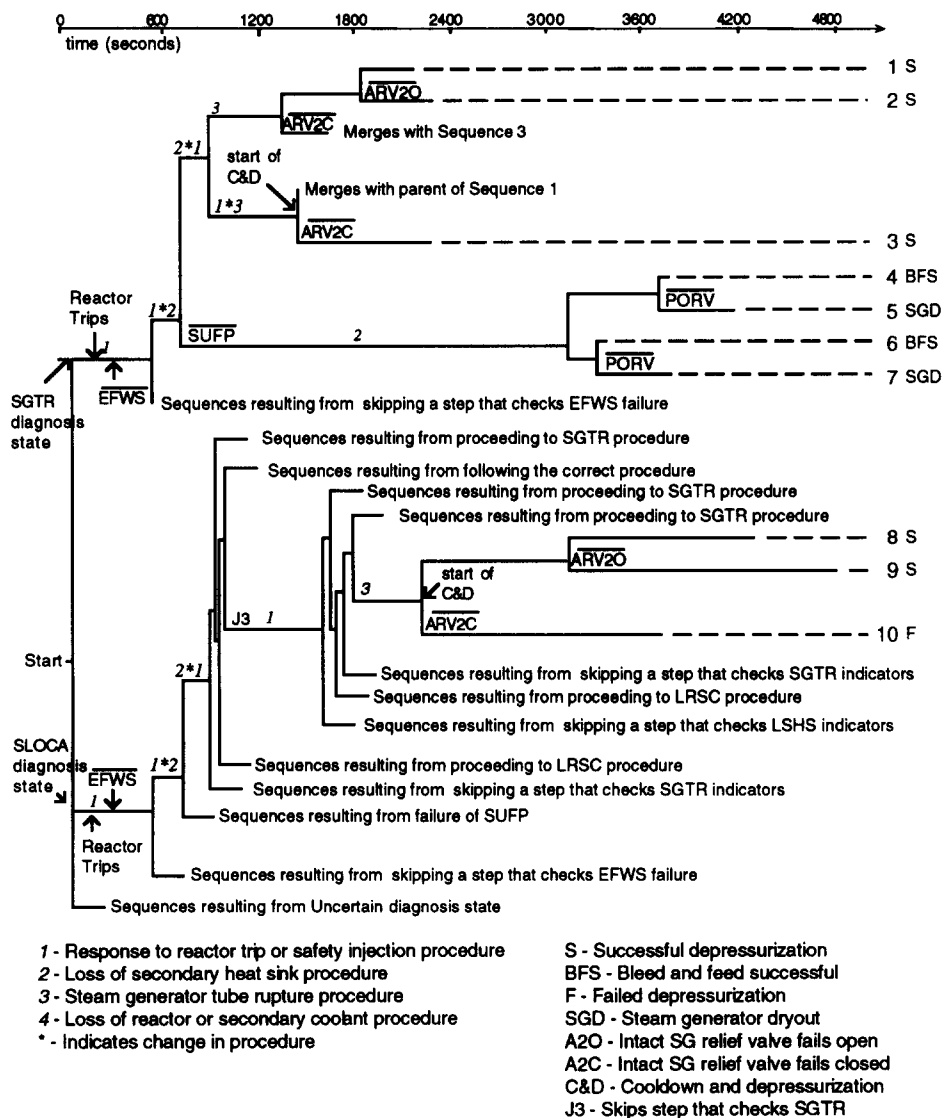 0 600 1200 1800 2400 3000 3600 4200 4800
time (seconds)
1 S
ARV2O
2 S
3
ARV2C
Merges with Sequence 3
2*1
start of
C&D
Merges with parent of Sequence 1
1*3
ARV2C
3 S
4 BFS
PORV
5 SGD
Reactor
Trips
1*2
SUFP
2
6 BFS
PORV
7 SGD
1
EFWS
SGTR
diagnosis
state
Sequences resulting from skipping a step that checks EFWS failure
Sequences resulting from proceeding to SGTR procedure
Sequences resulting from following the correct procedure
Sequences resulting from proceeding to SGTR procedure
Sequences resulting from proceeding to SGTR procedure
8 S
ARV2O
9 S
start of
C&D
3
J3 1
ARV2C
10 F
Start
2*1
Sequences resulting from skipping a step that checks SGTR indicators
Sequences resulting from proceeding to LRSC procedure
Sequences resulting from skipping a step that checks LSHS indicators
SLOCA
diagnosis
state
EFWS
1*2
Sequences resulting from proceeding to LRSC procedure
Sequences resulting from skipping a step that checks SGTR indicators
1
Sequences resulting from failure of SUFP
Reactor
Trips
Sequences resulting from skipping a step that checks EFWS failure
Sequences resulting from Uncertain diagnosis state
1 - Response to reactor trip or safety injection procedure
2 - Loss of secondary heat sink procedure
3 - Steam generator tube rupture procedure
4 - Loss of reactor or secondary coolant procedure
* - Indicates change in procedure
S - Successful depressurization
BFS - Bleed and feed successful
F - Failed depressurization
SGD - Steam generator dryout
A2O - Intact SG relief valve fails open
A2C - Intact SG relief valve fails closed
C&D - Cooldown and depressurization
J3 - Skips step that checks SGTR